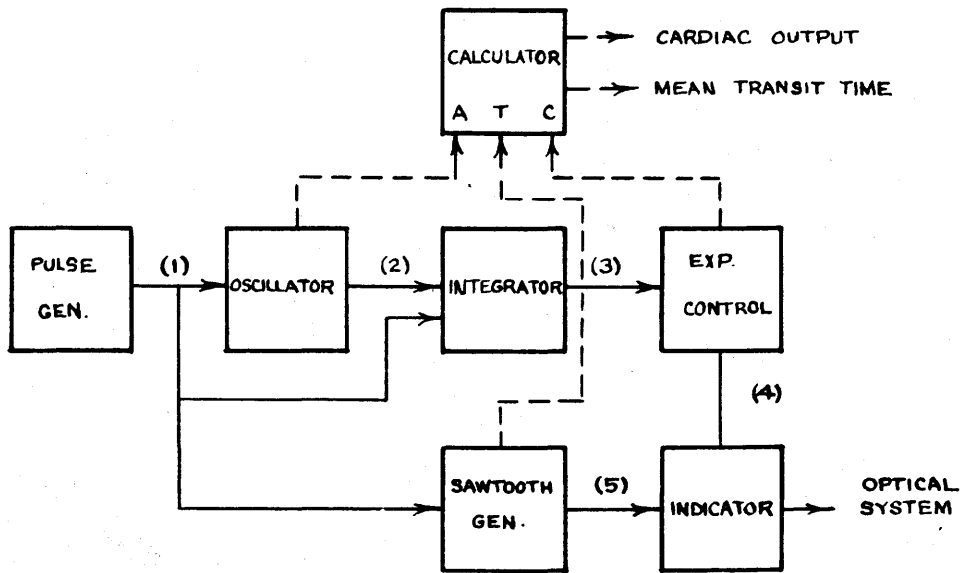 CALCULATOR
A T C
CARDIAC OUTPUT
MEAN TRANSIT TIME
PULSE
GEN.
(1)
OSCILLATOR
(2)
INTEGRATOR
(3)
EXP.
CONTROL
(4)
SAWTOOTH
GEN.
(5)
INDICATOR
OPTICAL
SYSTEM